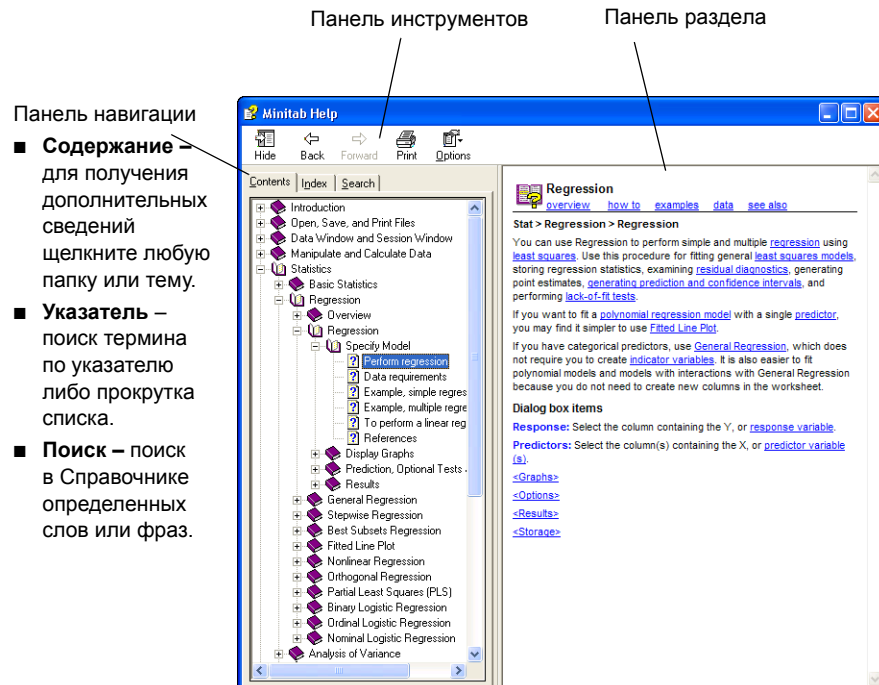 Панель инструментов
Панель раздела
Панель навигации
■ Содержание –
для получения
дополнительных
сведений
щелкните любую
папку или тему.
■ Указатель –
поиск термина
по указателю
либо прокрутка
списка.
■ Поиск – поиск
в Справочнике
определенных
слов или фраз.
Minitab Help
Hide Back Forward Print Options
Contents Index Search
Introduction
Open, Save, and Print Files
Data Window and Session Window
Manipulate and Calculate Data
Statistics
Basic Statistics
Regression
Overview
Regression
Specify Model
Perform regression
Data requirements
Example, simple regres
Example, multiple regre
To perform a linear reg
References
Display Graphs
Prediction, Optional Tests
Results
General Regression
Stepwise Regression
Best Subsets Regression
Fitted Line Plot
Nonlinear Regression
Orthogonal Regression
Partial Least Squares (PLS)
Binary Logistic Regression
Ordinal Logistic Regression
Nominal Logistic Regression
Analysis of Variance
Regression
overview how to examples data see also
Stat > Regression > Regression
You can use Regression to perform simple and multiple regression using
least squares. Use this procedure for fitting general least squares models,
storing regression statistics, examining residual diagnostics, generating
point estimates, generating prediction and confidence intervals, and
performing lack-of-fit tests.
If you want to fit a polynomial regression model with a single predictor,
you may find it simpler to use Fitted Line Plot.
If you have categorical predictors, use General Regression, which does
not require you to create indicator variables. It is also easier to fit
polynomial models and models with interactions with General Regression
because you do not need to create new columns in the worksheet.
Dialog box items
Response: Select the column containing the Y, or response variable.
Predictors: Select the column(s) containing the X, or predictor variable
(s).
<Graphs>
<Options>
<Results>
<Storage>